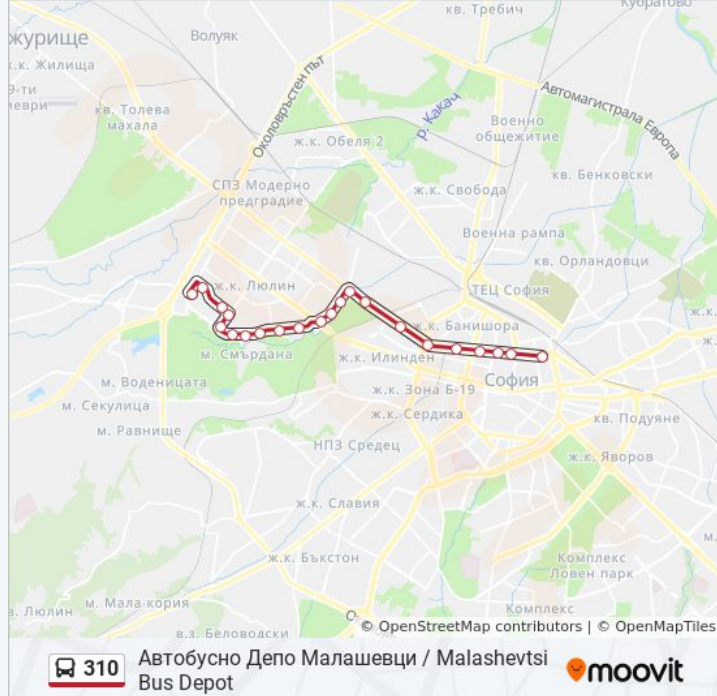 кв. Требич
Кубратово
журище
Волуяк
ж.к. Жилища
9-ти
кв. Толева
махала
Околовръстен път
р. Какач
Автомагистрала Европа
Военно
общежитие
ж.к. Обеля 2
кв. Бенковски
СПЗ Модерно
предградие
ж.к. Свобода
Военна рампа
кв. Орландовци
ж.к. Люлин
ТЕЦ София
ж.к.
ж.к. Банишора
м. Смърдана
ж.к. Илинден
м. Воденицата
ж.к. Зона Б-19
София
м. Секулица
ж.к. Сердика
кв. Подуяне
м. Равнище
НПЗ Средец
ж.к. Яворов
ж.к. Славия
м.
ж.к. Бъкстон
Комплекс
Ловен парк
з. Люлин
м. Мала кория
Комплекс
в.з. Беловодски
© OpenStreetMap contributors | © OpenMapTiles
310
Автобусно Депо Малашевци / Malashevtsi
Bus Depot
moovit